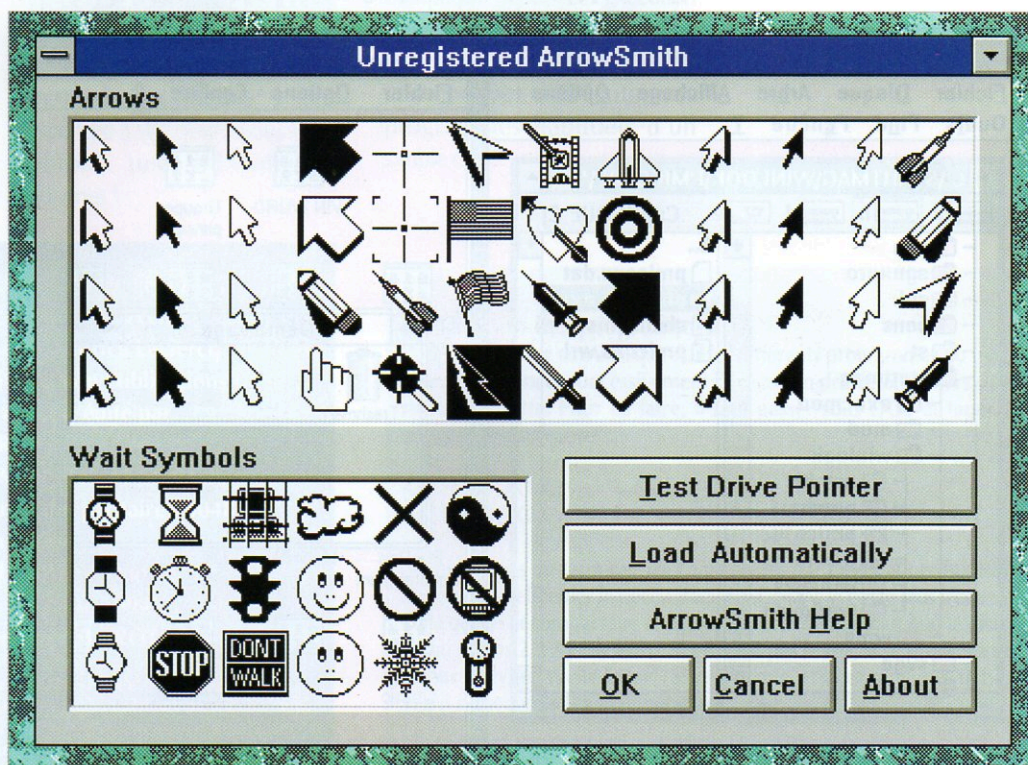 Unregistered ArrowSmith
Arrows
Wait Symbols
STOP
DONT
WALK
Test Drive Pointer
Load Automatically
ArrowSmith Help
OK Cancel About